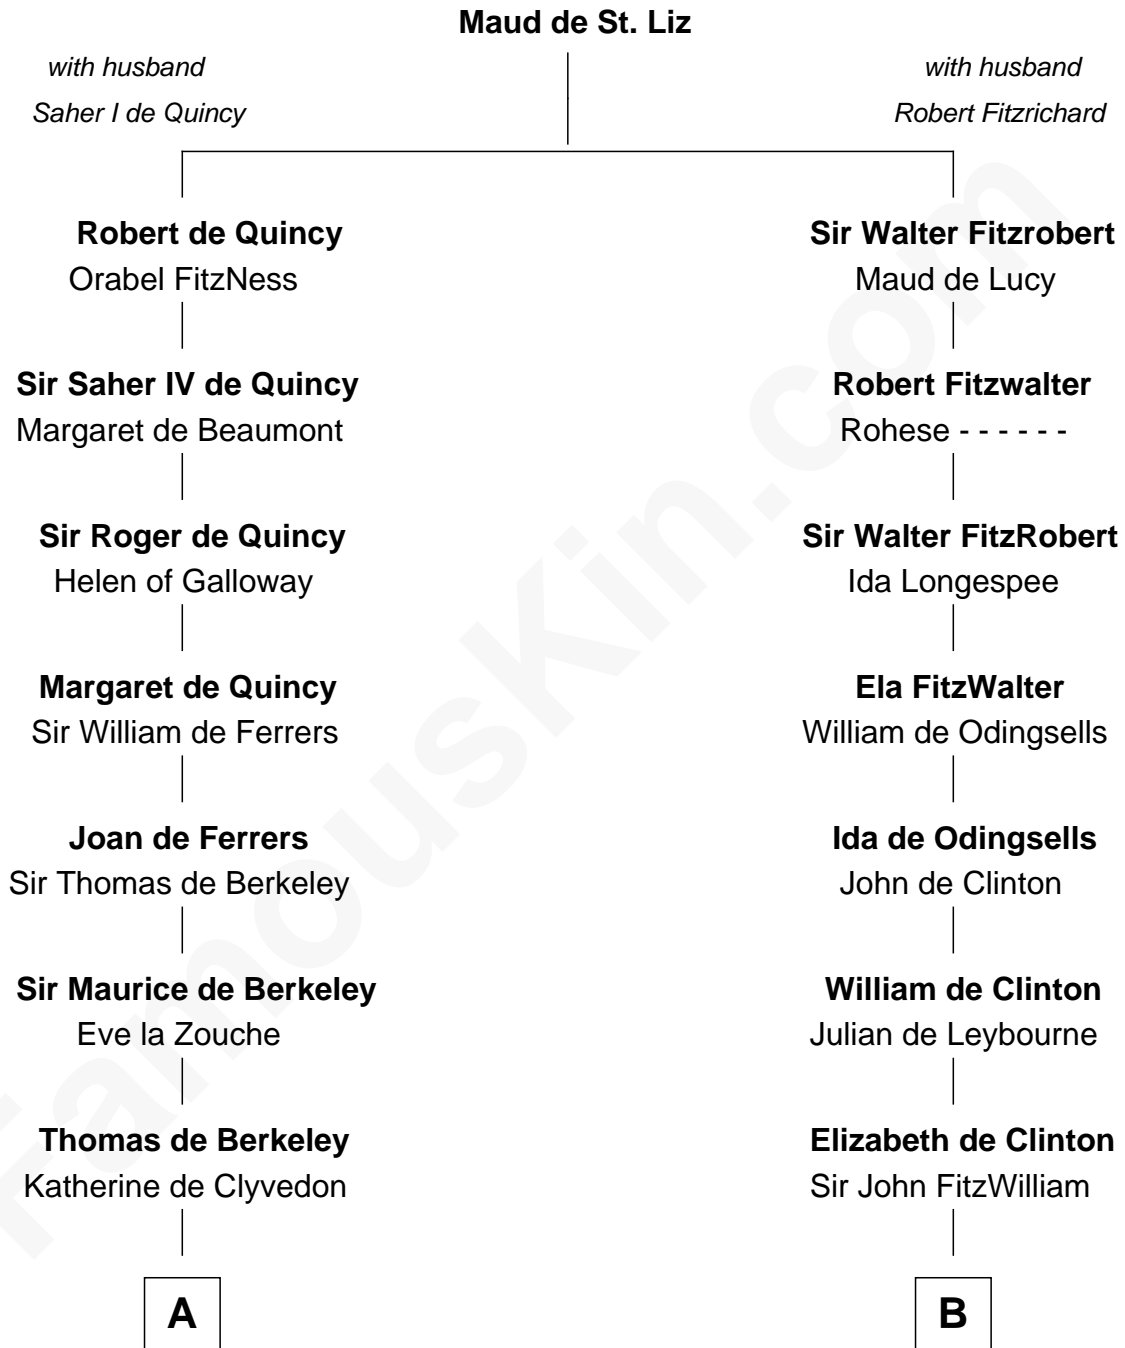 Maud de St. Liz
with husband
Saher I de Quincy
with husband
Robert Fitzrichard
Robert de Quincy
Orabel FitzNess
Sir Walter Fitzrobert
Maud de Lucy
Sir Saher IV de Quincy
Margaret de Beaumont
Robert Fitzwalter
Rohese - - - - - -
Sir Roger de Quincy
Helen of Galloway
Sir Walter FitzRobert
Ida Longespee
Margaret de Quincy
Sir William de Ferrers
Ela FitzWalter
William de Odingsells
Joan de Ferrers
Sir Thomas de Berkeley
Ida de Odingsells
John de Clinton
Sir Maurice de Berkeley
Eve la Zouche
William de Clinton
Julian de Leybourne
Thomas de Berkeley
Katherine de Clyvedon
Elizabeth de Clinton
Sir John FitzWilliam
A
B
FamousKin.com